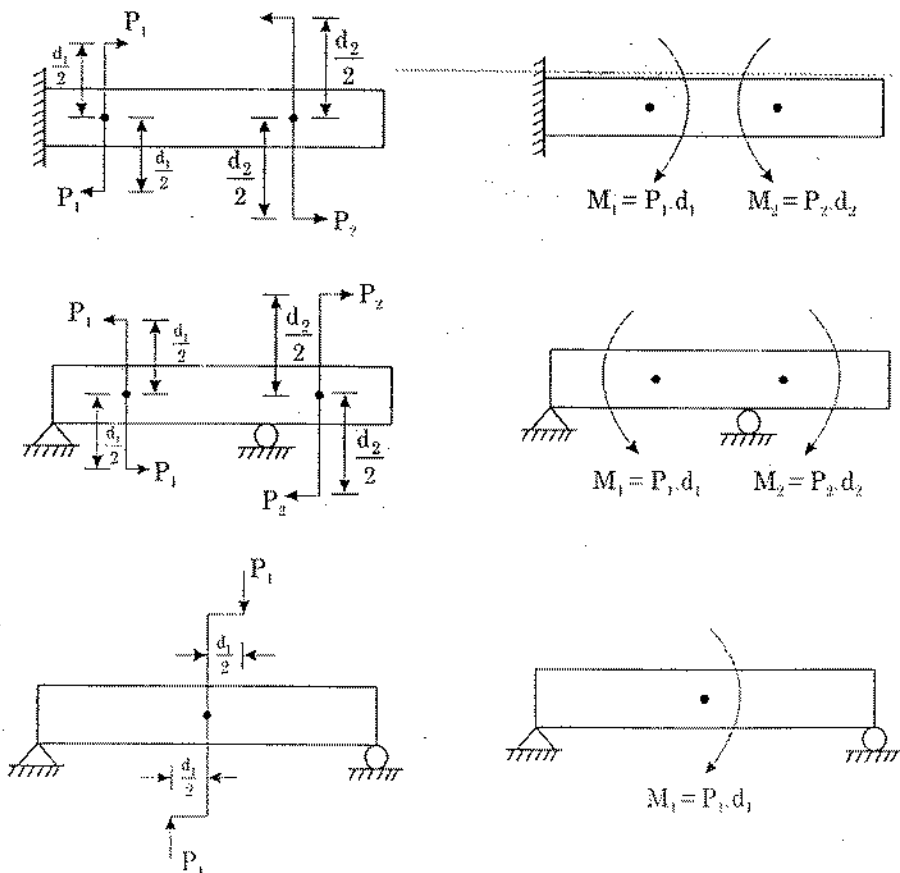 P₁
d₁/2
d₂/2
d₁/2
d₂/2
P₁
P₂
M₁ = P₁.d₁
M₂ = P₂.d₂
P₁
d₁/2
d₂/2
P₂
d₁/2
d₂/2
P₁
P₂
M₁ = P₁.d₁
M₂ = P₂.d₂
P₁
d₁/2
d₁/2
P₁
M₁ = P₁.d₁